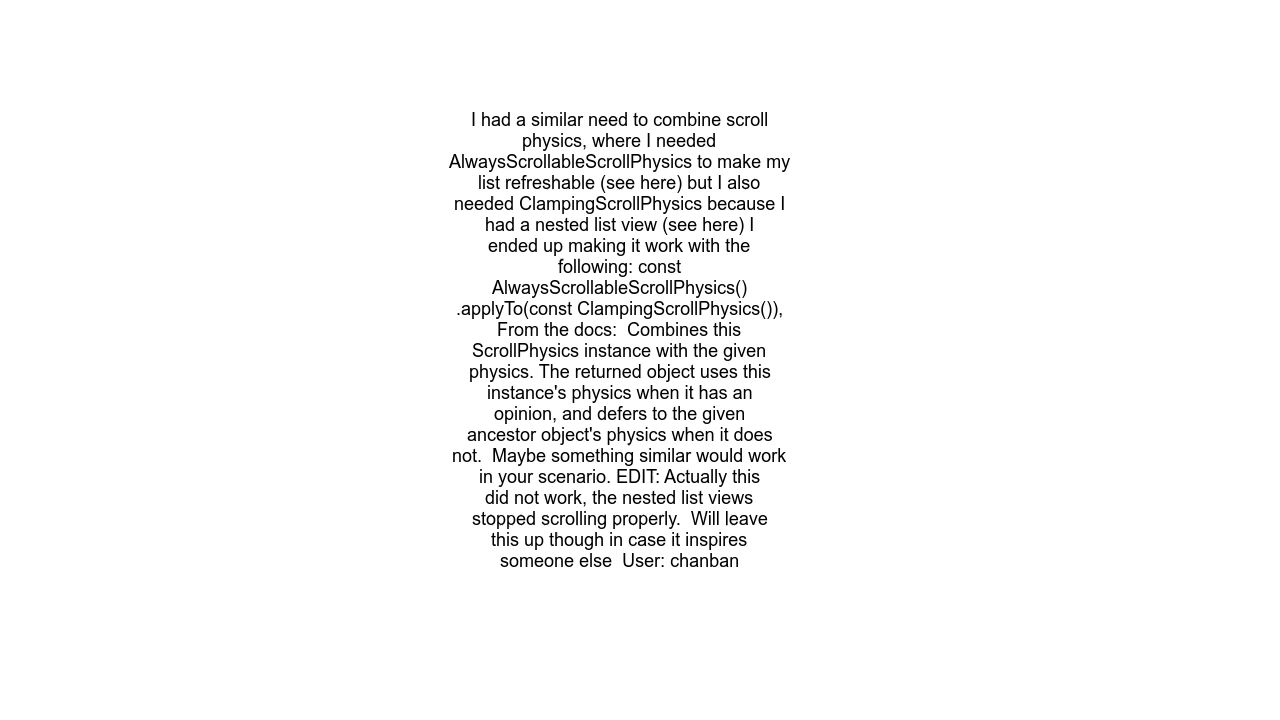 I had a similar need to combine scroll
physics, where I needed
AlwaysScrollableScrollPhysics to make my
list refreshable (see here) but I also
needed ClampingScrollPhysics because I
had a nested list view (see here) I
ended up making it work with the
following: const
AlwaysScrollableScrollPhysics()
.applyTo(const ClampingScrollPhysics()),
From the docs:  Combines this
ScrollPhysics instance with the given
physics. The returned object uses this
instance's physics when it has an
opinion, and defers to the given
ancestor object's physics when it does
not.  Maybe something similar would work
in your scenario. EDIT: Actually this
did not work, the nested list views
stopped scrolling properly.  Will leave
this up though in case it inspires
someone else  User: chanban